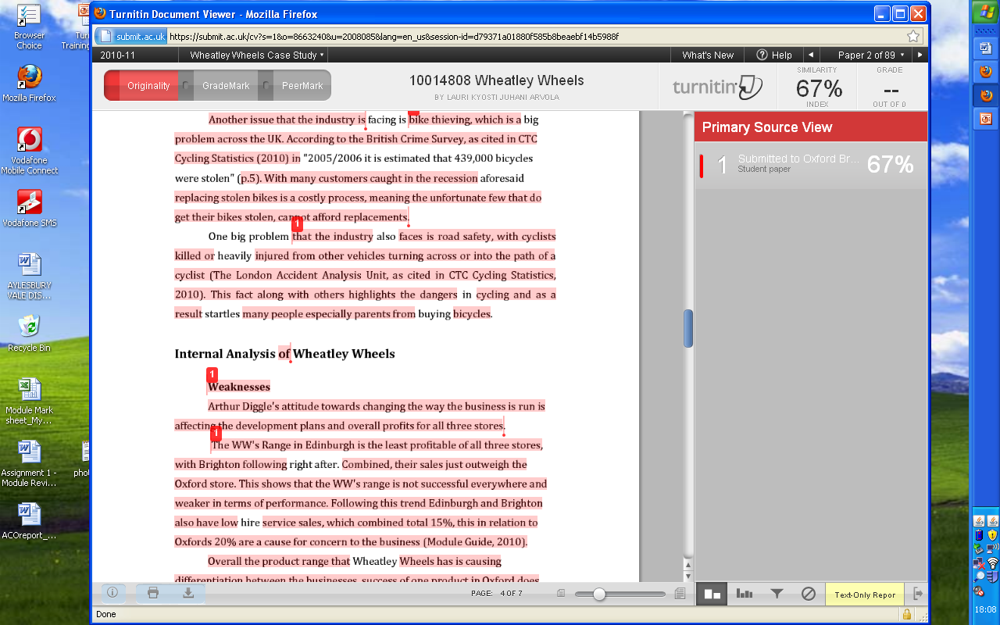 Browser
Choice
Tur
Training
Mozilla Firefox
Vodafone
Mobile Connect
Vodafone SMS
AYLESBURY
VALE DIS...
Recycle Bin
Module Mark
sheet_My...
Assignment 1 -
Module Revi...
phot
ACOreport_...
Turnitin Document Viewer - Mozilla Firefox
submit.ac.uk https://submit.ac.uk/cv?s=1&o=8663240&u=2008065&lang=en_us&session-id=d79371a01880f585b8beaebf14b5988f
2010-11 Wheatley Wheels Case Study What's New Help Paper 2 of 89
Originality GradeMark PeerMark
10014808 Wheatley Wheels
BY LAURI KYOSTI JUHANI ARVOLA
turnitin
SIMILARITY
67%
INDEX
GRADE
--
OUT OF 0
Another issue that the industry is facing is bike thieving, which is a big
problem across the UK. According to the British Crime Survey, as cited in CTC
Cycling Statistics (2010) in "2005/2006 it is estimated that 439,000 bicycles
were stolen" (p.5). With many customers caught in the recession aforesaid
replacing stolen bikes is a costly process, meaning the unfortunate few that do
get their bikes stolen, cannot afford replacements.
1
One big problem that the industry also faces is road safety, with cyclists
killed or heavily injured from other vehicles turning across or into the path of a
cyclist (The London Accident Analysis Unit, as cited in CTC Cycling Statistics,
2010). This fact along with others highlights the dangers in cycling and as a
result startles many people especially parents from buying bicycles.
Internal Analysis of Wheatley Wheels
1
Weaknesses
Arthur Diggle's attitude towards changing the way the business is run is
affecting the development plans and overall profits for all three stores.
1
The WW's Range in Edinburgh is the least profitable of all three stores,
with Brighton following right after. Combined, their sales just outweigh the
Oxford store. This shows that the WW's range is not successful everywhere and
weaker in terms of performance. Following this trend Edinburgh and Brighton
also have low hire service sales, which combined total 15%, this in relation to
Oxfords 20% are a cause for concern to the business (Module Guide, 2010).
Overall the product range that Wheatley Wheels has is causing
differentiation between the businesses, success of one product in Oxford does
Primary Source View
1 Submitted to Oxford Br... 67%
Student paper
PAGE: 4 OF 7
Text-Only Repor
Done
18:08